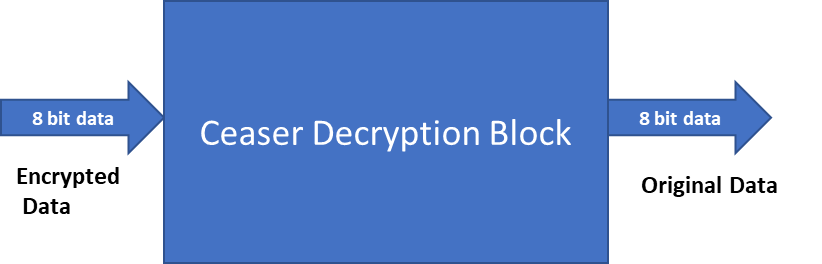 8 bit data
Ceaser Decryption Block
8 bit data
Encrypted
Data
Original Data